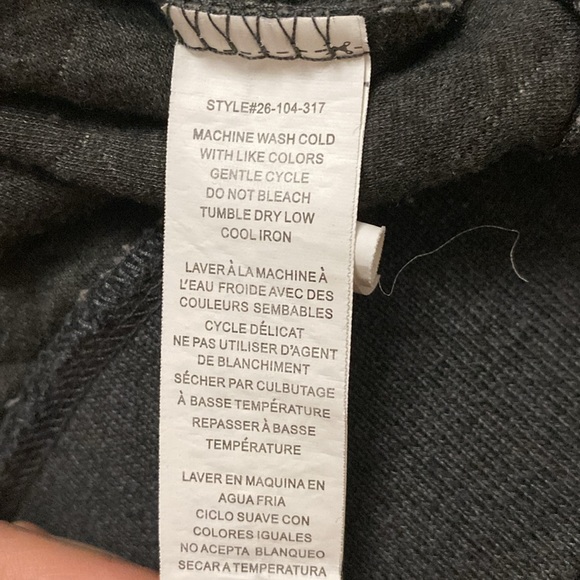 STYLE#26-104-317
MACHINE WASH COLD
WITH LIKE COLORS
GENTLE CYCLE
DO NOT BLEACH
TUMBLE DRY LOW
COOL IRON
LAVER À LA MACHINE À
L'EAU FROIDE AVEC DES
COULEURS SEMBABLES
CYCLE DÉLICAT
NE PAS UTILISER D'AGENT
DE BLANCHIMENT
SÉCHER PAR CULBUTAGE
À BASSE TEMPÉRATURE
REPASSER À BASSE
TEMPÉRATURE
LAVER EN MAQUINA EN
AGUA FRIA
CICLO SUAVE CON
COLORES IGUALES
NO ACEPTA BLANQUEO
SECAR A TEMPERATURA